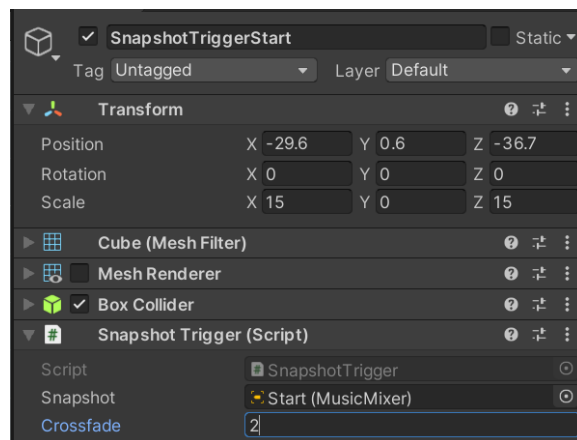 SnapshotTriggerStart Static
Tag Untagged Layer Default
Transform
Position X -29.6 Y 0.6 Z -36.7
Rotation X 0 Y 0 Z 0
Scale X 15 Y 0 Z 15
Cube (Mesh Filter)
Mesh Renderer
Box Collider
# Snapshot Trigger (Script)
Script # SnapshotTrigger
Snapshot Start (MusicMixer)
Crossfade 2